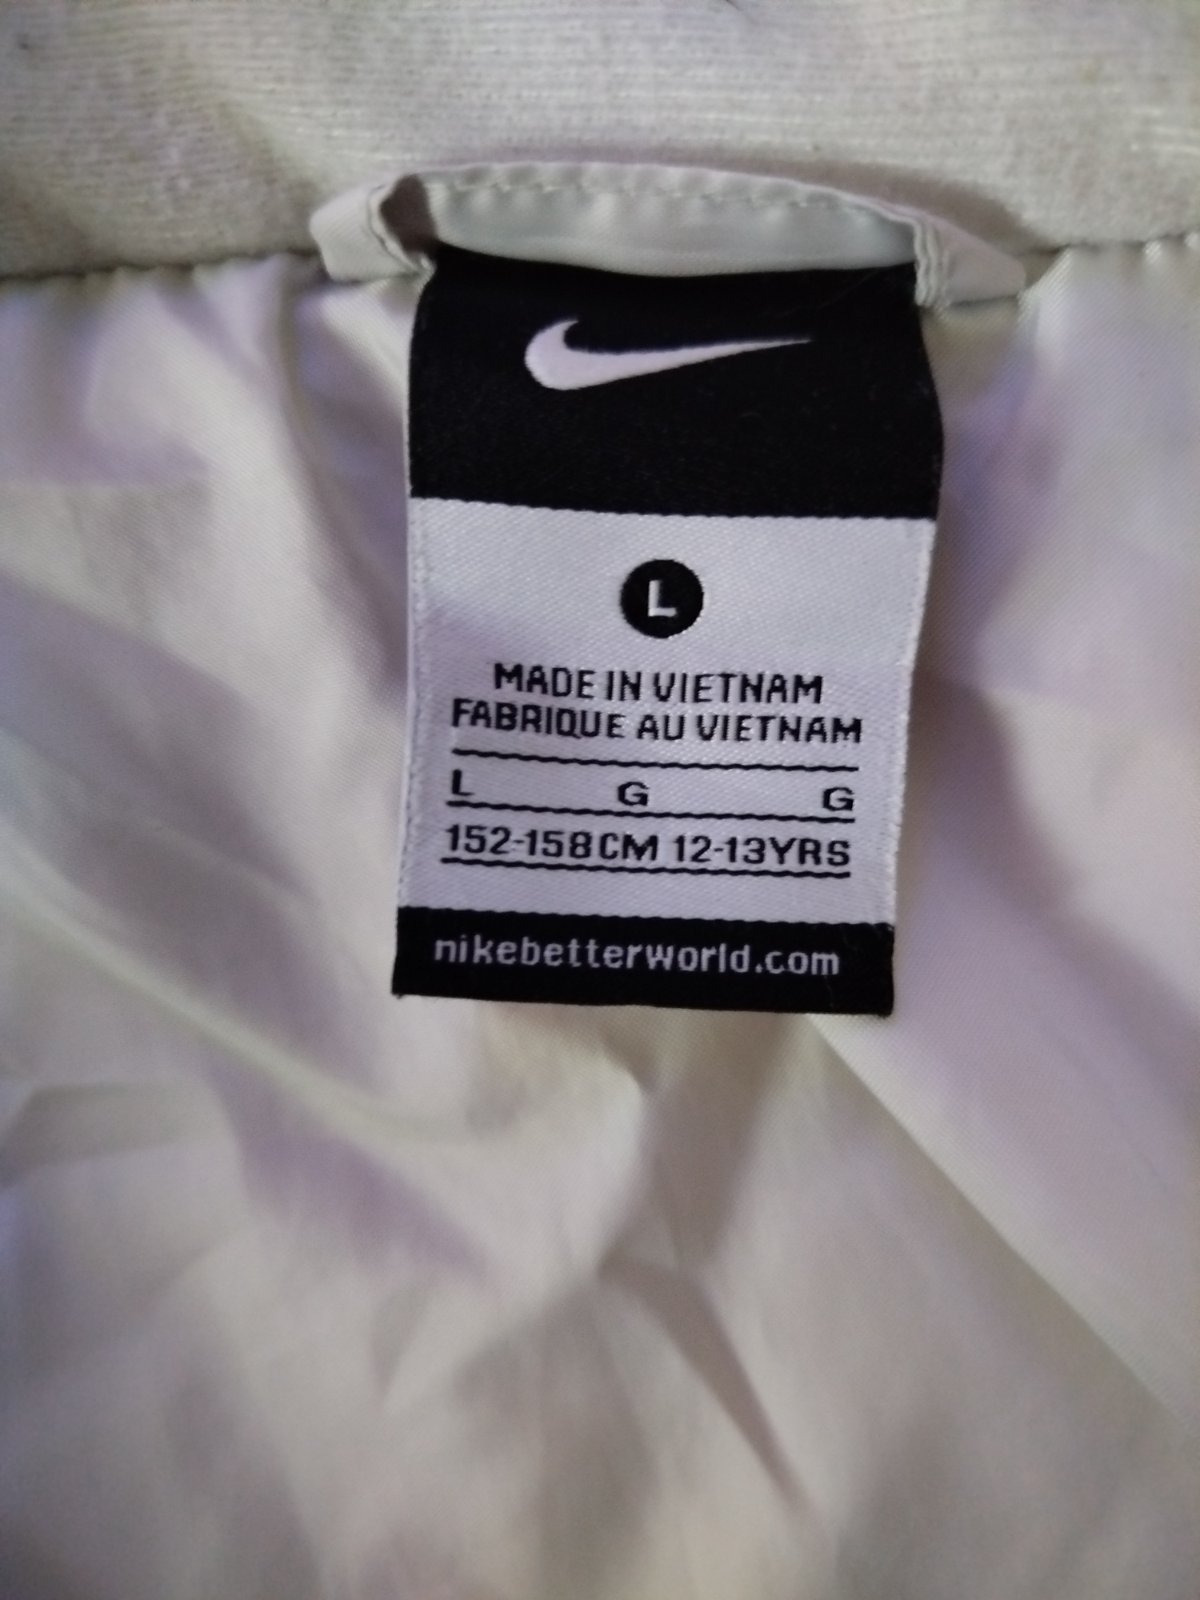 L
MADE IN VIETNAM
FABRIQUE AU VIETNAM
L G G
152-158CM 12-13YRS
nikebetterworld.com